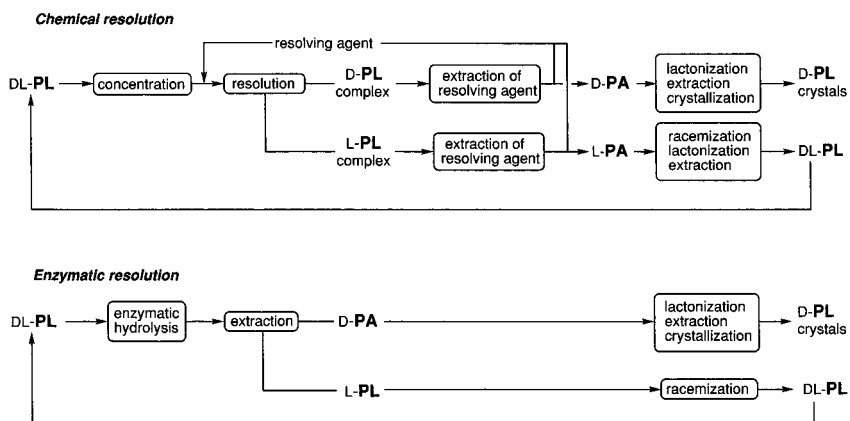 Chemical resolution
resolving agent
DL-PL
concentration
resolution
D-PL
complex
extraction of
resolving agent
D-PA
lactonization
extraction
crystallization
D-PL
crystals
L-PL
complex
extraction of
resolving agent
L-PA
racemization
lactonization
extraction
DL-PL
Enzymatic resolution
DL-PL
enzymatic
hydrolysis
extraction
D-PA
lactonization
extraction
crystallization
D-PL
crystals
L-PL
racemization
DL-PL